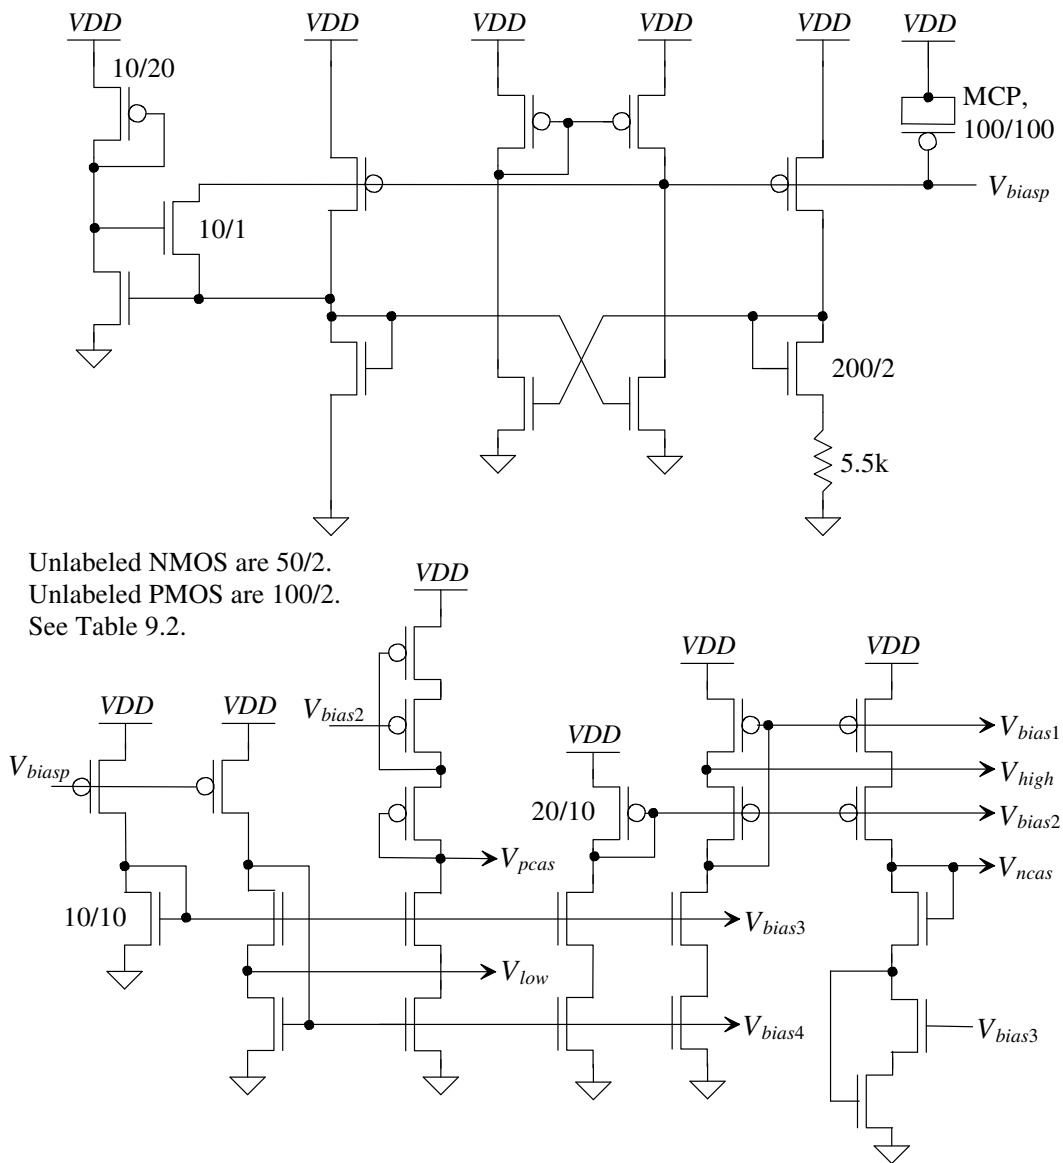 VDD
VDD
VDD
VDD
VDD
VDD
10/20
MCP,
100/100
V_biasp
10/1
200/2
5.5k
Unlabeled NMOS are 50/2.
Unlabeled PMOS are 100/2.
See Table 9.2.
VDD
VDD
VDD
VDD
VDD
VDD
V_bias2
V_bias1
V_biasp
V_high
20/10
V_bias2
V_pcas
V_ncas
10/10
V_bias3
V_low
V_bias4
V_bias3